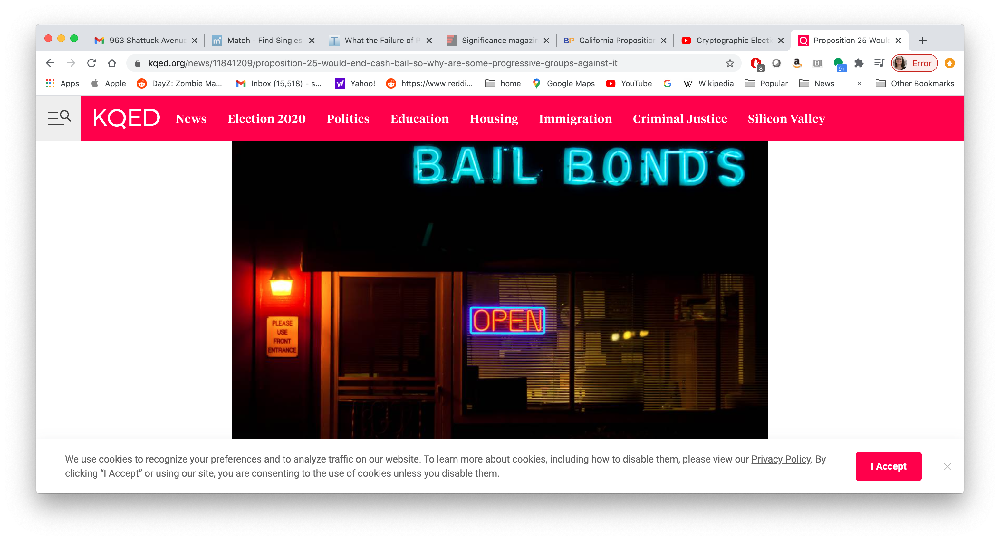 963 Shattuck Avenue
Match - Find Singles
What the Failure of P
Significance magazin
BP California Proposition
Cryptographic Electi
Proposition 25 Woul
kqed.org/news/11841209/proposition-25-would-end-cash-bail-so-why-are-some-progressive-groups-against-it
8
a
B
9+
Error
Apps
Apple
DayZ: Zombie Ma...
Inbox (15,518) - s...
y! Yahoo!
https://www.reddi...
home
Google Maps
YouTube
G
W Wikipedia
Popular
News
»
Other Bookmarks
KQED
News
Election 2020
Politics
Education
Housing
Immigration
Criminal Justice
Silicon Valley
BAIL BONDS
OPEN
PLEASE
USE
FRONT
ENTRANCE
We use cookies to recognize your preferences and to analyze traffic on our website. To learn more about cookies, including how to disable them, please view our Privacy Policy. By
clicking “I Accept” or using our site, you are consenting to the use of cookies unless you disable them.
I Accept